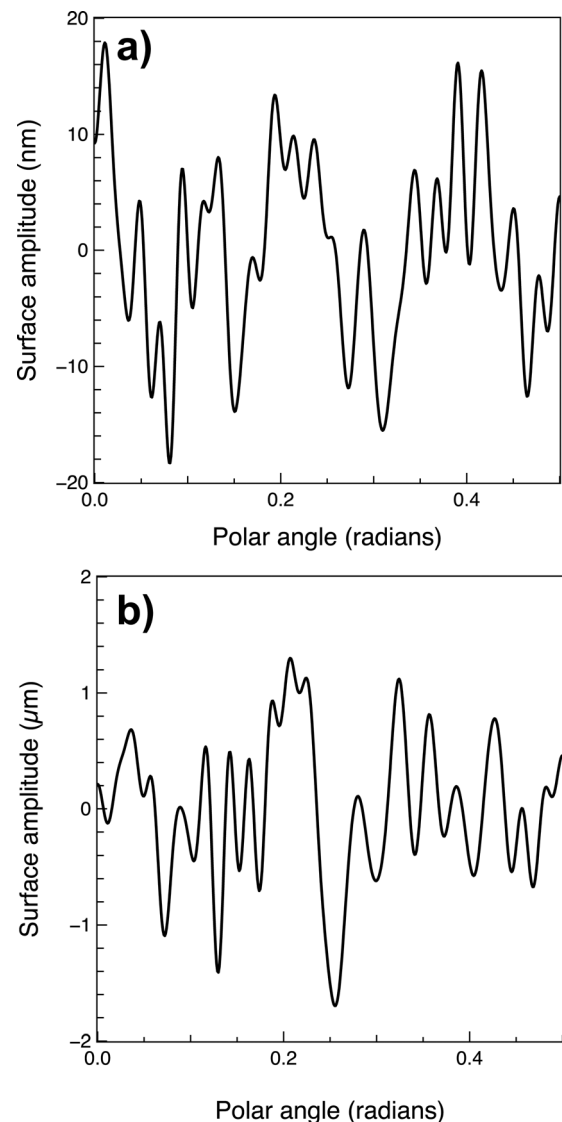 a)
Surface amplitude (nm)
20
10
0
−10
−20
0.0 0.2 0.4
Polar angle (radians)
b)
Surface amplitude (µm)
2
1
0
−1
−2
0.0 0.2 0.4
Polar angle (radians)